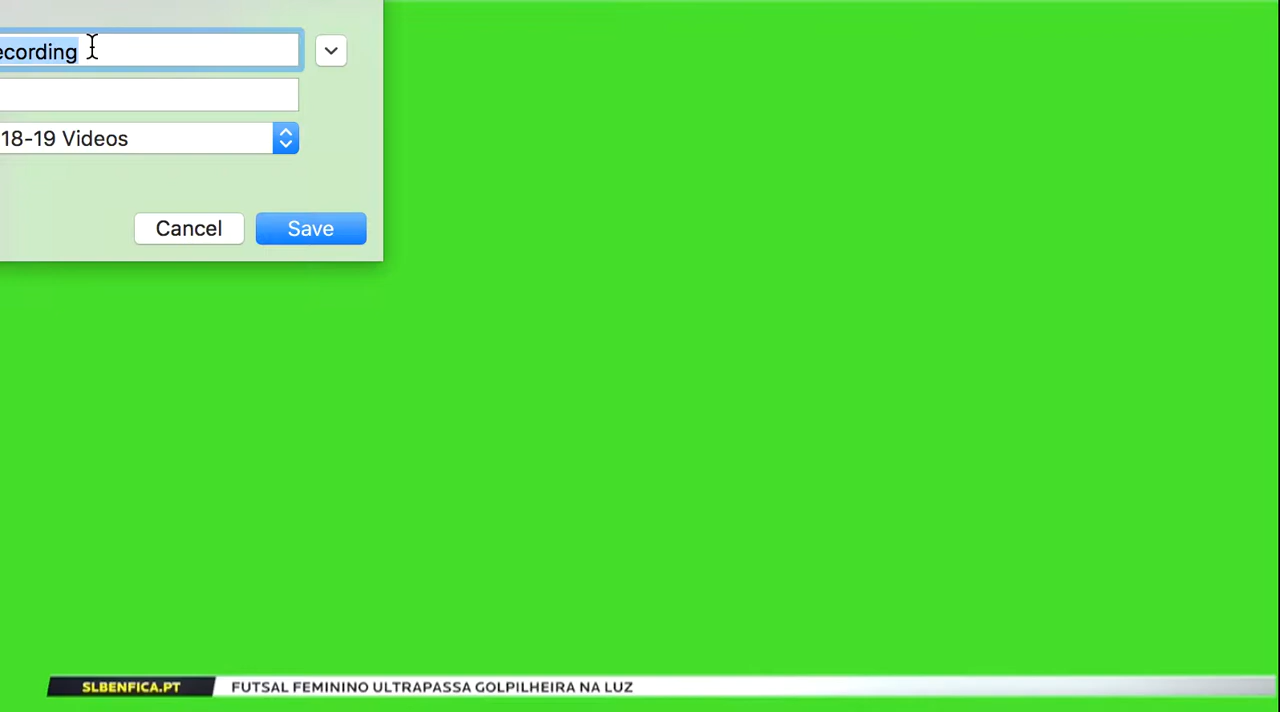 ecording
18-19 Videos
Cancel Save
SLBENFICA.PT FUTSAL FEMININO ULTRAPASSA GOLPILHEIRA NA LUZ